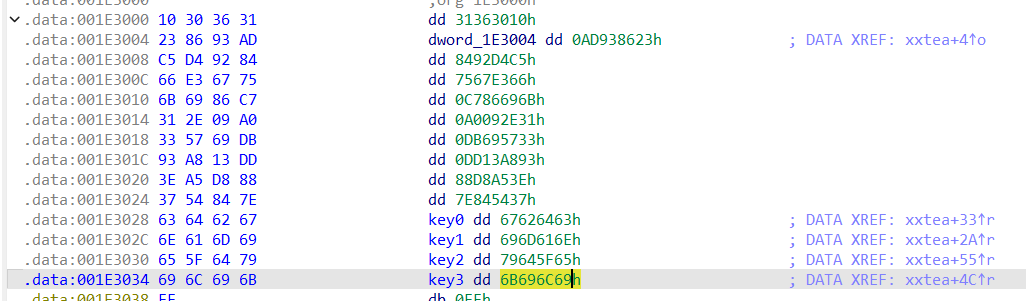 .data:001E3000 ;org 1E3000h
.data:001E3000 10 30 36 31 dd 31363010h
.data:001E3004 23 86 93 AD dword_1E3004 dd 0AD938623h ; DATA XREF: xxtea+4↑o
.data:001E3008 C5 D4 92 84 dd 8492D4C5h
.data:001E300C 66 E3 67 75 dd 7567E366h
.data:001E3010 6B 69 86 C7 dd 0C786696Bh
.data:001E3014 31 2E 09 A0 dd 0A0092E31h
.data:001E3018 33 57 69 DB dd 0DB695733h
.data:001E301C 93 A8 13 DD dd 0DD13A893h
.data:001E3020 3E A5 D8 88 dd 88D8A53Eh
.data:001E3024 37 54 84 7E dd 7E845437h
.data:001E3028 63 64 62 67 key0 dd 67626463h ; DATA XREF: xxtea+33↑r
.data:001E302C 6E 61 6D 69 key1 dd 696D616Eh ; DATA XREF: xxtea+2A↑r
.data:001E3030 65 5F 64 79 key2 dd 79645F65h ; DATA XREF: xxtea+55↑r
.data:001E3034 69 6C 69 6B key3 dd 6B696C69h ; DATA XREF: xxtea+4C↑r
.data:001E3038 FF db 0FFh